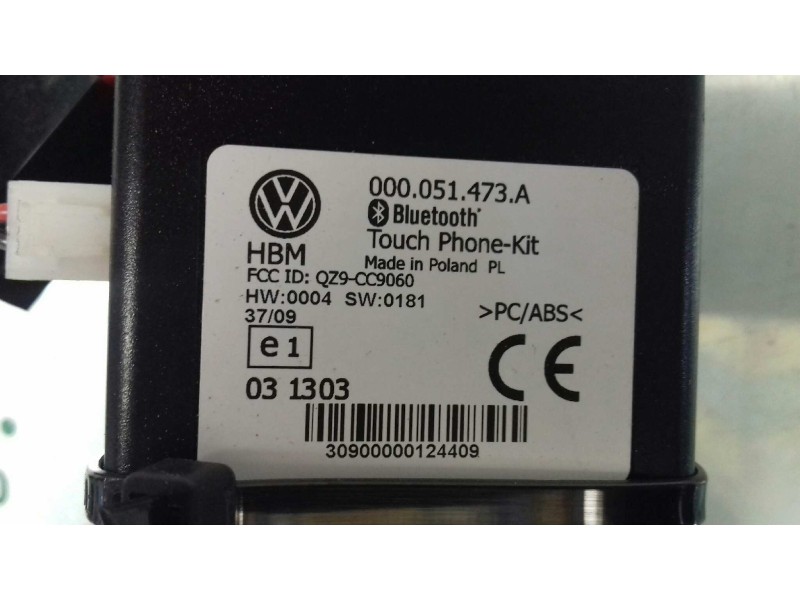 000.051.473.A
Bluetooth®
Touch Phone-Kit
HBM Made in Poland PL
FCC ID: QZ9-CC9060
HW:0004 SW:0181 >PC/ABS<
37/09
e1 CE
03 1303
30900000124409